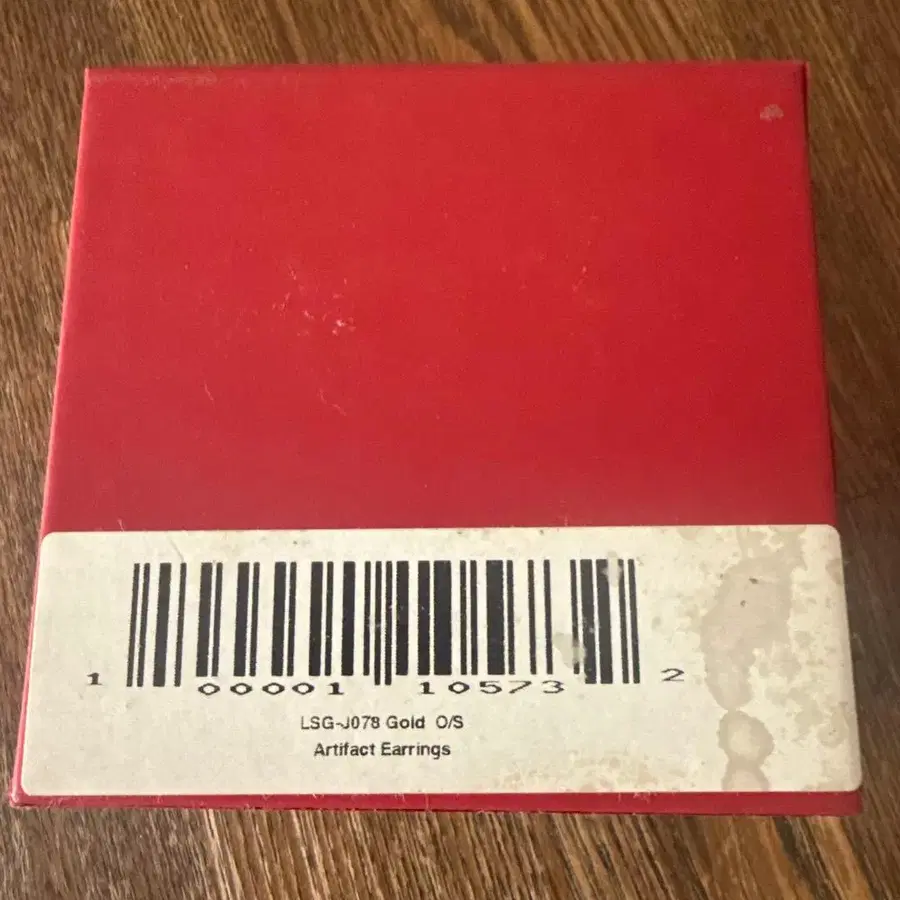 1 00001 10573 2
LSG-J078 Gold O/S
Artifact Earrings